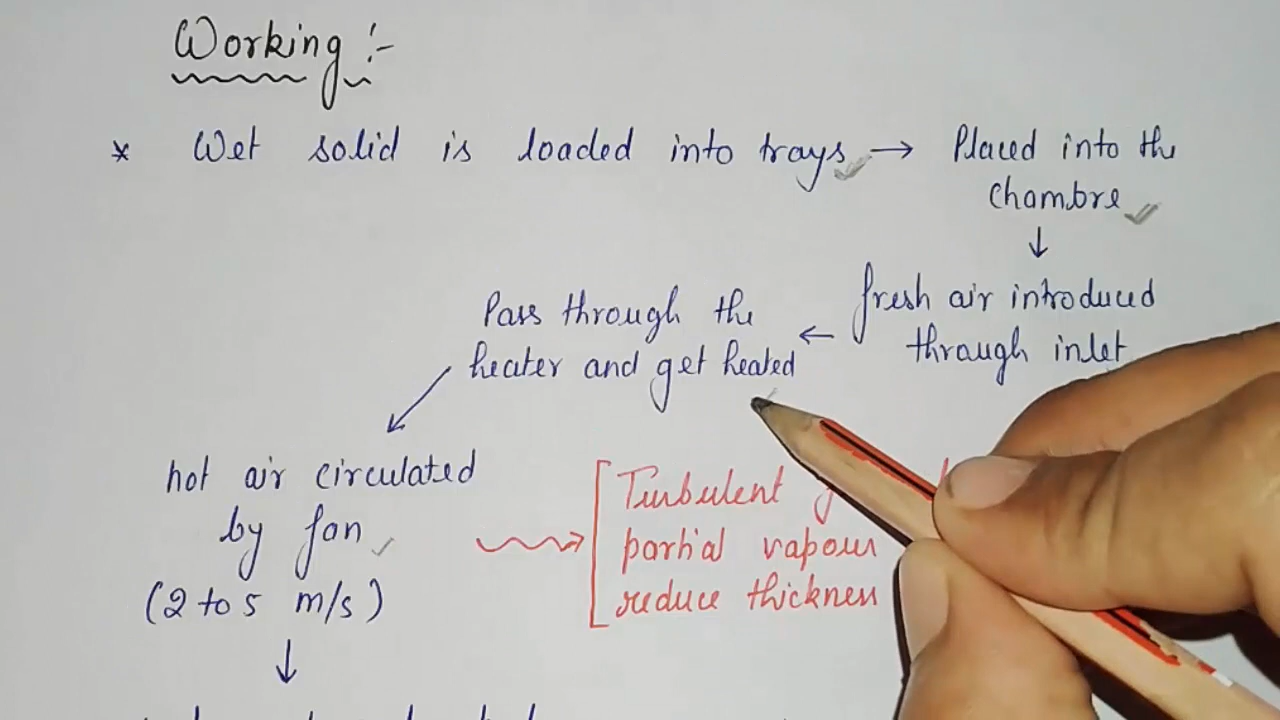 Working :-
* Wet solid is loaded into trays → Placed into the
chambre
↓
fresh air introduced
through inlet
←
Pass through the
heater and get heated
hot air circulated
by fan
(2 to 5 m/s)
↓
[Turbulent
partial vapour
reduce thickness